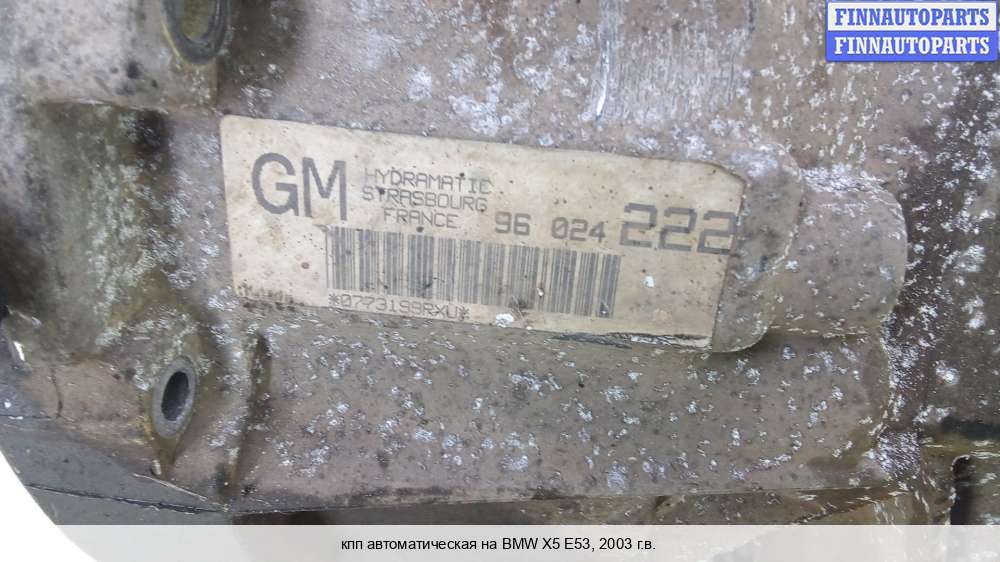 FINNAUTOPARTS
FINNAUTOPARTS
GM
HYDRAMATIC
STRASBOURG
FRANCE
96 024 222
*0773199RXU*
кпп автоматическая на BMW X5 E53, 2003 г.в.